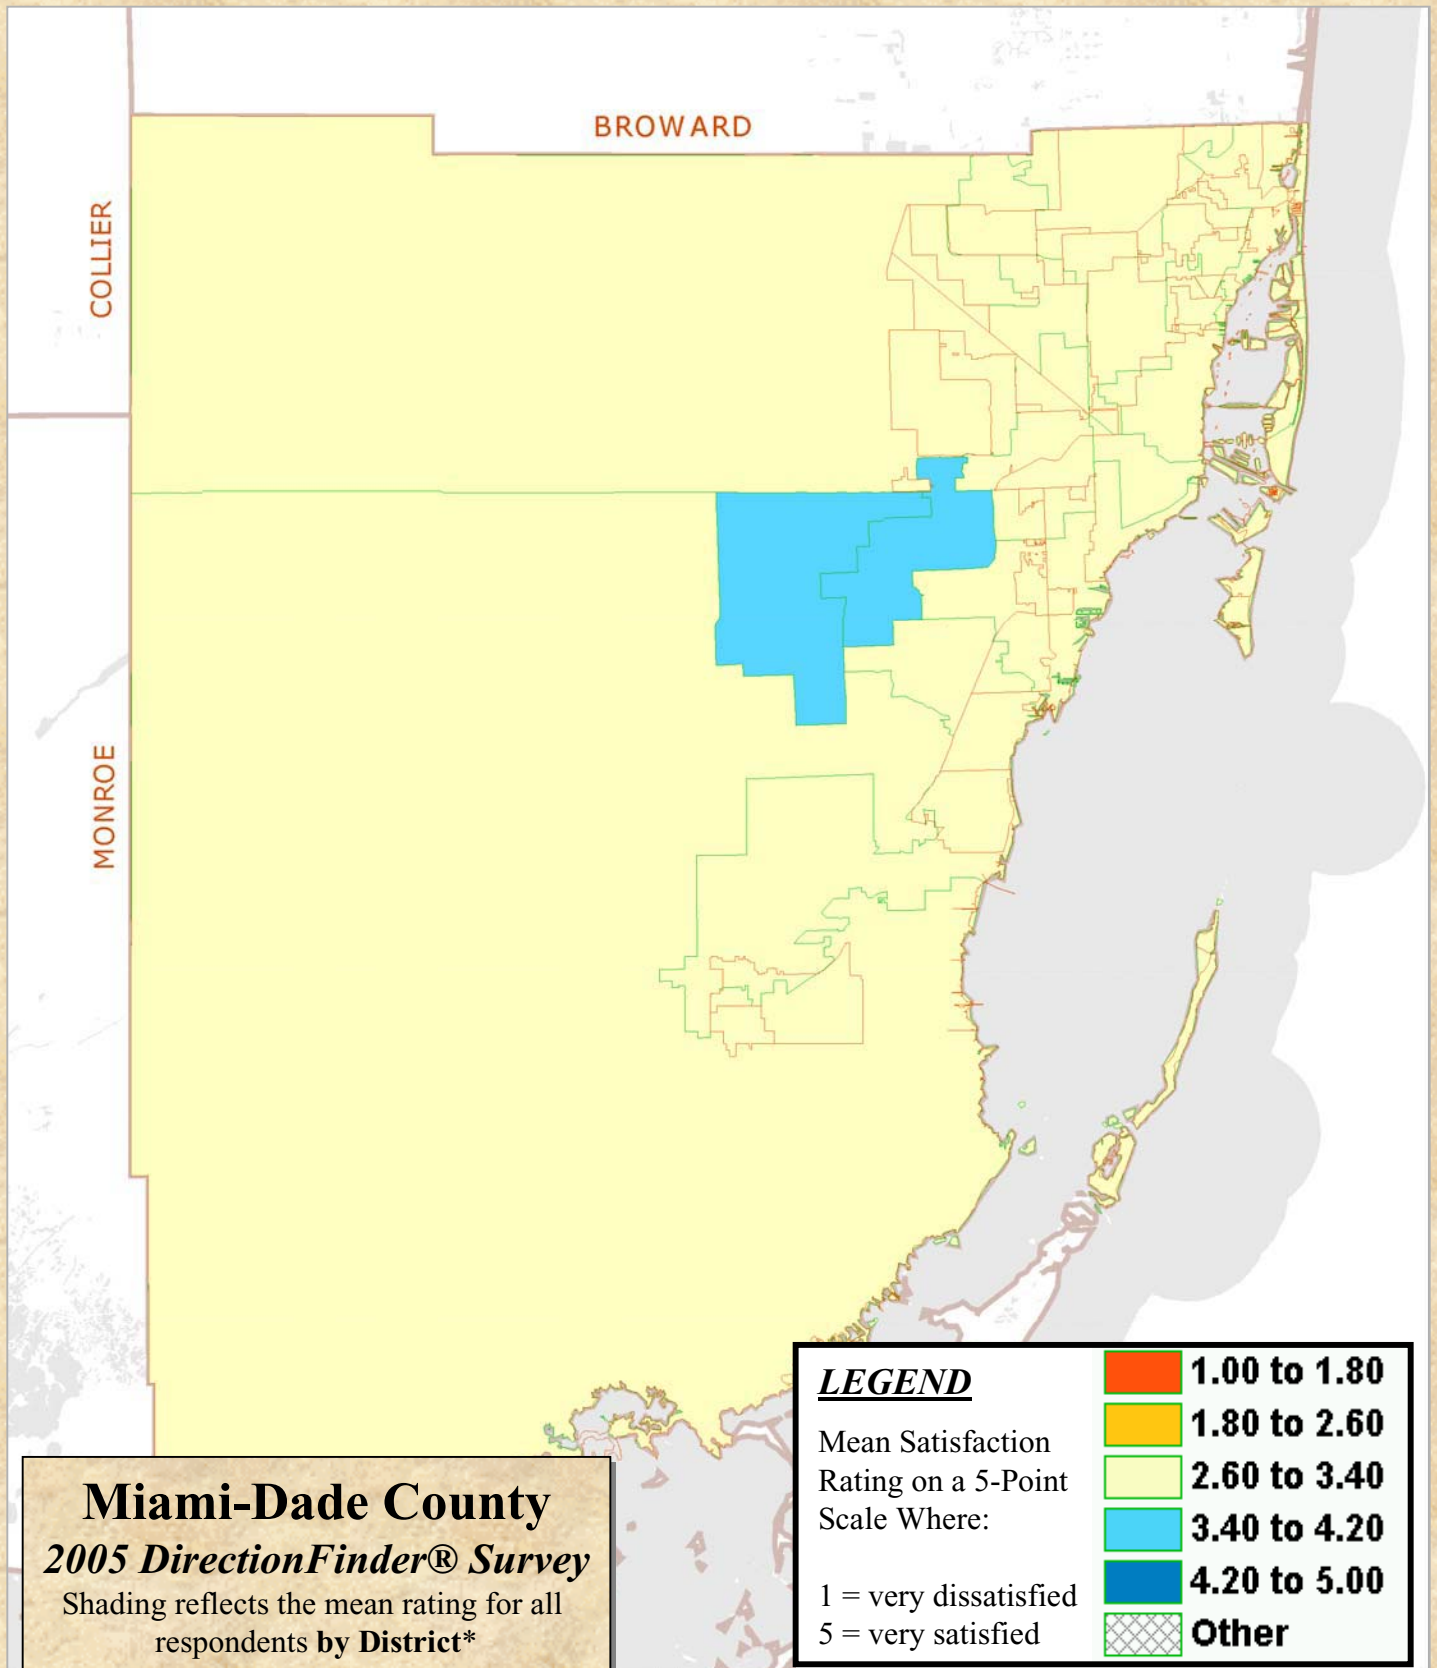 BROWARD
COLLIER
MONROE
LEGEND
Mean Satisfaction
Rating on a 5-Point
Scale Where:
1 = very dissatisfied
5 = very satisfied
1.00 to 1.80
1.80 to 2.60
2.60 to 3.40
3.40 to 4.20
4.20 to 5.00
Other
Miami-Dade County
2005 DirectionFinder® Survey
Shading reflects the mean rating for all
respondents by District*